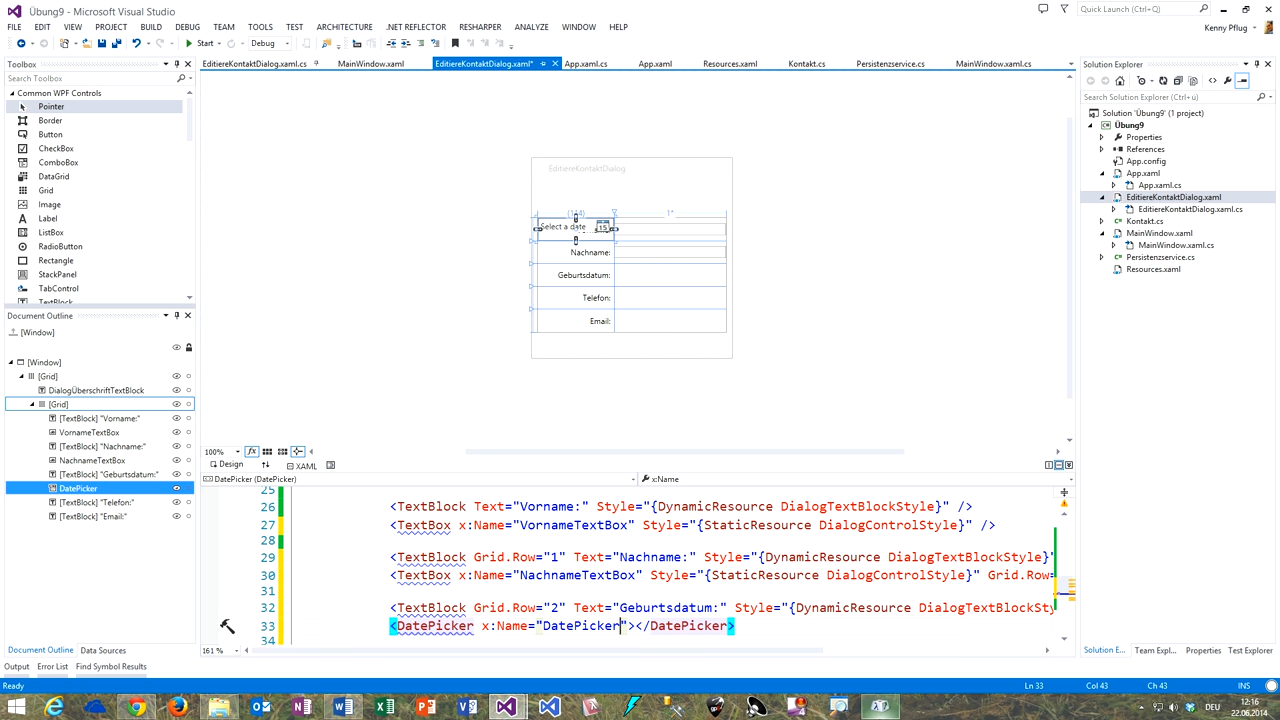 Übung9 - Microsoft Visual Studio
Quick Launch (Ctrl+Q)
FILE EDIT VIEW PROJECT BUILD DEBUG TEAM TOOLS TEST ARCHITECTURE .NET REFLECTOR RESHARPER ANALYZE WINDOW HELP
Kenny Pflug
Start Debug
Toolbox
EditiereKontaktDialog.xaml.cs MainWindow.xaml EditiereKontaktDialog.xaml* App.xaml.cs App.xaml Resources.xaml Kontakt.cs Persistenzservice.cs MainWindow.xaml.cs
Solution Explorer
Search Toolbox
Common WPF Controls
Pointer
Border
Button
CheckBox
ComboBox
DataGrid
Grid
Image
Label
ListBox
RadioButton
Rectangle
StackPanel
TabControl
TextBlock
Document Outline
[Window]
[Window]
[Grid]
DialogÜberschriftTextBlock
[Grid]
[TextBlock] "Vorname:"
VornameTextBox
[TextBlock] "Nachname:"
NachnameTextBox
[TextBlock] "Geburtsdatum:"
DatePicker
[TextBlock] "Telefon:"
[TextBlock] "Email:"
EditiereKontaktDialog
1*
Select a date 15
Nachname:
Geburtsdatum:
Telefon:
Email:
100%
Design XAML
DatePicker (DatePicker) x:Name
25
26 <TextBlock Text="Vorname:" Style="{DynamicResource DialogTextBlockStyle}" />
27 <TextBox x:Name="VornameTextBox" Style="{StaticResource DialogControlStyle}" />
28
29 <TextBlock Grid.Row="1" Text="Nachname:" Style="{DynamicResource DialogTextBlockStyle}"
30 <TextBox x:Name="NachnameTextBox" Style="{StaticResource DialogControlStyle}" Grid.Row=
32 <TextBlock Grid.Row="2" Text="Geburtsdatum:" Style="{DynamicResource DialogTextBlockSty
33 <DatePicker x:Name="DatePicker"></DatePicker>
34
161 %
Search Solution Explorer (Ctrl+ü)
Solution 'Übung9' (1 project)
Übung9
Properties
References
App.config
App.xaml
App.xaml.cs
EditiereKontaktDialog.xaml
EditiereKontaktDialog.xaml.cs
Kontakt.cs
MainWindow.xaml
MainWindow.xaml.cs
Persistenzservice.cs
Resources.xaml
Document Outline Toolbox
Solution E... Team Expl... Properties Test Explorer
Output Error List Find Symbol Results
Ready
Ln 33 Col 43 Ch 43 INS
DEU
12:16
22.06.2014